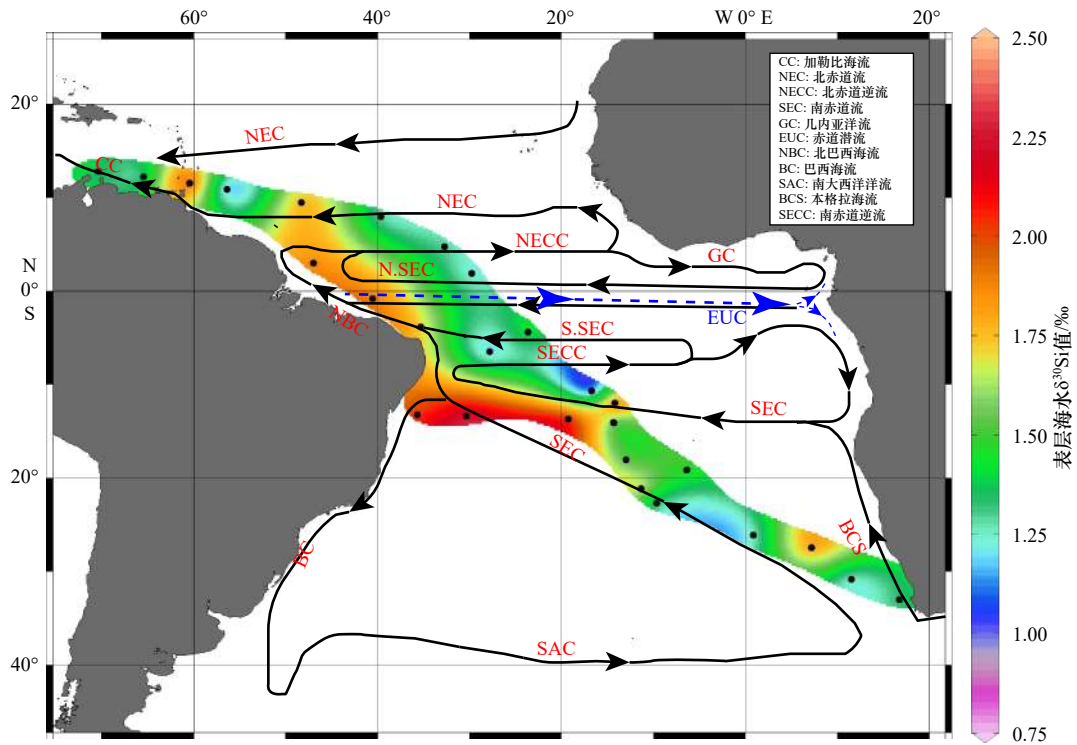 60°
40°
20°
W 0° E
20°
2.50
2.25
2.00
1.75
1.50
1.25
1.00
0.75
表层海水δ³⁰Si值/‰
CC: 加勒比海流
NEC: 北赤道流
NECC: 北赤道逆流
SEC: 南赤道流
GC: 几内亚洋流
EUC: 赤道潜流
NBC: 北巴西海流
BC: 巴西海流
SAC: 南大西洋洋流
BCS: 本格拉海流
SECC: 南赤道逆流
20°
N
0°
S
20°
40°
NEC
CC
NEC
NECC
GC
N.SEC
NBC
EUC
S.SEC
SECC
SEC
SEC
BC
BCS
SAC